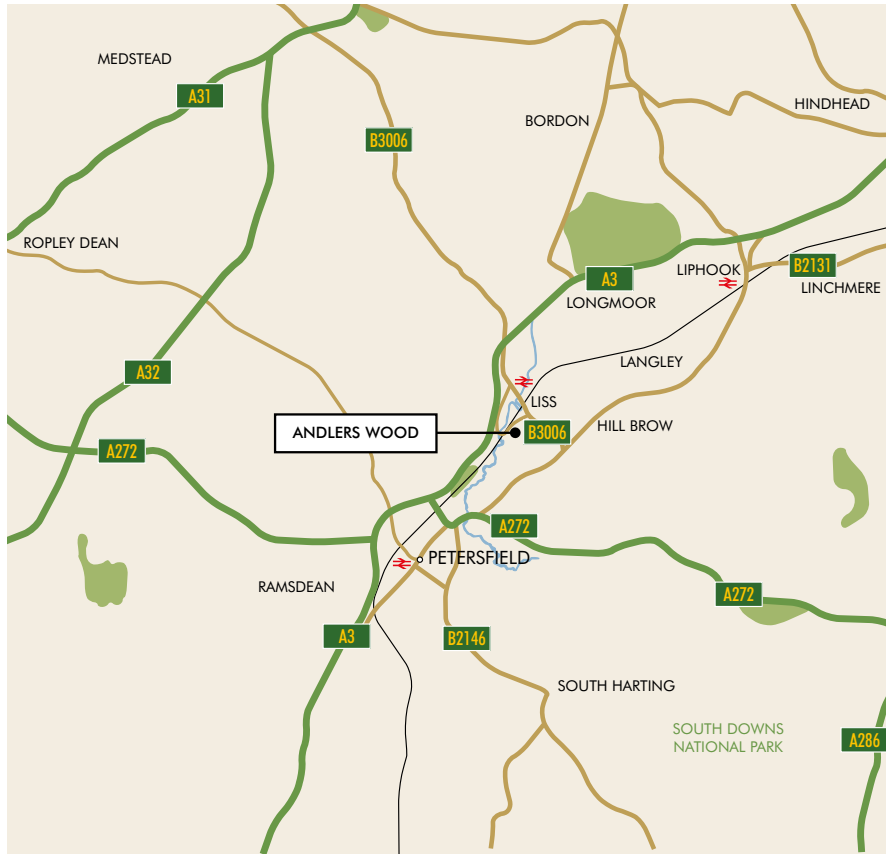 MEDSTEAD
A31
HINDHEAD
BORDON
B3006
ROPLEY DEAN
LIPHOOK
B2131
A3
LINCHMERE
LONGMOOR
LANGLEY
A32
LISS
HILL BROW
ANDLERS WOOD
B3006
A272
A272
PETERSFIELD
RAMSDEAN
A272
A3
B2146
SOUTH HARTING
SOUTH DOWNS
NATIONAL PARK
A286